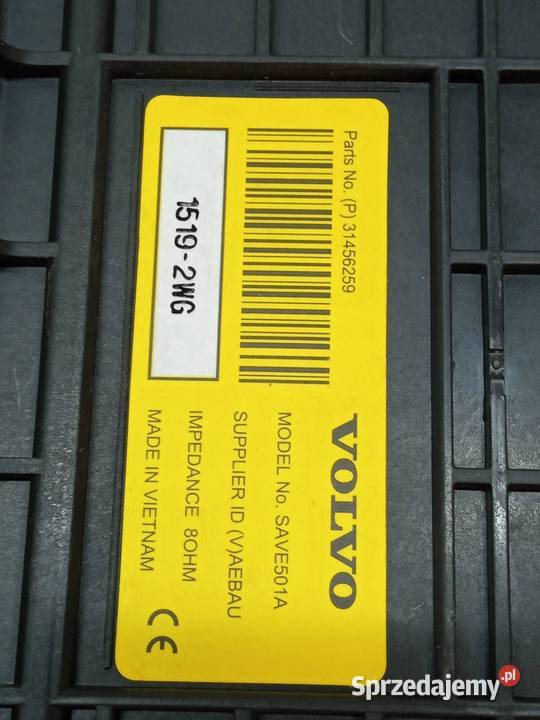 Parts No. (P) 31456259
1519-2WG
VOLVO
MODEL No. SAVE501A
SUPPLIER ID (V)AEBAU
IMPEDANCE 8OHM
MADE IN VIETNAM
CE
Sprzedajemy.pl